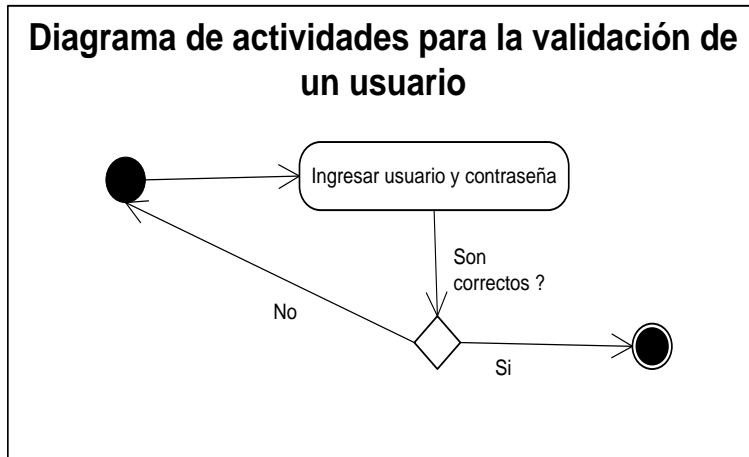 Diagrama de actividades para la validación de
un usuario
Ingresar usuario y contraseña
Son
correctos ?
No
Si